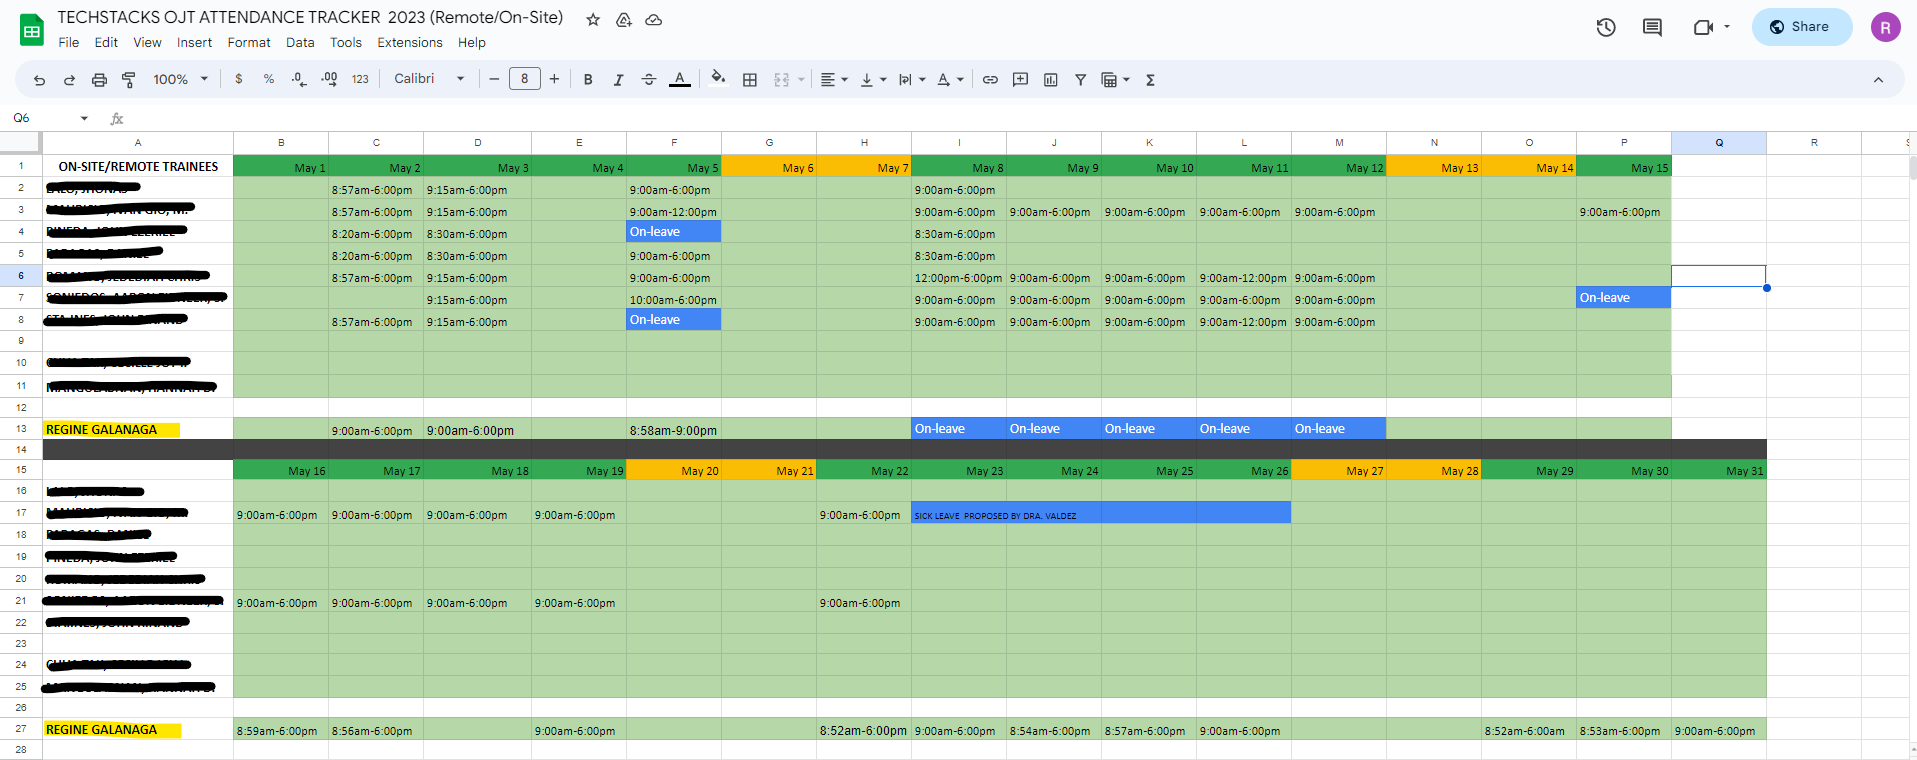 TECHSTACKS OJT ATTENDANCE TRACKER 2023 (Remote/On-Site)
File Edit View Insert Format Data Tools Extensions Help
Share
R
100% $ % .0 .00 123 Calibri 8 B I A
Q6 fx
A B C D E F G H I J K L M N O P Q R S
1 ON-SITE/REMOTE TRAINEES May 1 May 2 May 3 May 4 May 5 May 6 May 7 May 8 May 9 May 10 May 11 May 12 May 13 May 14 May 15
2 8:57am-6:00pm 9:15am-6:00pm 9:00am-6:00pm 9:00am-6:00pm
3 8:57am-6:00pm 9:15am-6:00pm 9:00am-12:00pm 9:00am-6:00pm 9:00am-6:00pm 9:00am-6:00pm 9:00am-6:00pm 9:00am-6:00pm 9:00am-6:00pm
4 8:20am-6:00pm 8:30am-6:00pm On-leave 8:30am-6:00pm
5 8:20am-6:00pm 8:30am-6:00pm 9:00am-6:00pm 8:30am-6:00pm
6 8:57am-6:00pm 9:15am-6:00pm 9:00am-6:00pm 12:00pm-6:00pm 9:00am-6:00pm 9:00am-6:00pm 9:00am-12:00pm 9:00am-6:00pm
7 9:15am-6:00pm 10:00am-6:00pm 9:00am-6:00pm 9:00am-6:00pm 9:00am-6:00pm 9:00am-6:00pm 9:00am-6:00pm On-leave
8 8:57am-6:00pm 9:15am-6:00pm On-leave 9:00am-6:00pm 9:00am-6:00pm 9:00am-6:00pm 9:00am-12:00pm 9:00am-6:00pm
9
10
11
12
13 REGINE GALANAGA 9:00am-6:00pm 9:00am-6:00pm 8:58am-9:00pm On-leave On-leave On-leave On-leave On-leave
14
15 May 16 May 17 May 18 May 19 May 20 May 21 May 22 May 23 May 24 May 25 May 26 May 27 May 28 May 29 May 30 May 31
16
17 9:00am-6:00pm 9:00am-6:00pm 9:00am-6:00pm 9:00am-6:00pm 9:00am-6:00pm SICK LEAVE PROPOSED BY DRA. VALDEZ
18
19
20
21 9:00am-6:00pm 9:00am-6:00pm 9:00am-6:00pm 9:00am-6:00pm 9:00am-6:00pm
22
23
24
25
26
27 REGINE GALANAGA 8:59am-6:00pm 8:56am-6:00pm 9:00am-6:00pm 8:52am-6:00pm 9:00am-6:00pm 8:54am-6:00pm 8:57am-6:00pm 9:00am-6:00pm 8:52am-6:00am 8:53am-6:00pm 9:00am-6:00pm
28